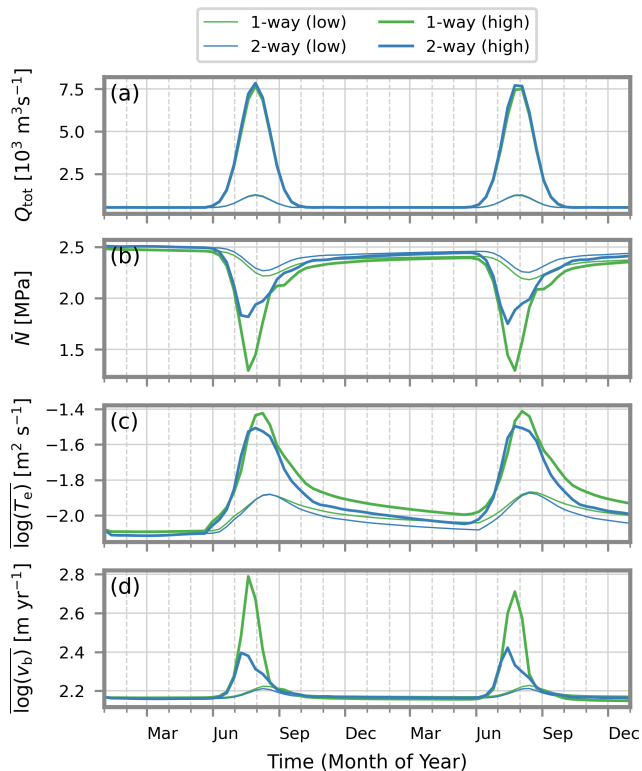 1-way (low) 1-way (high)
2-way (low) 2-way (high)
(a)
7.5
5.0
2.5
Q_tot [10³ m³s⁻¹]
(b)
2.5
2.0
1.5
N̄ [MPa]
(c)
−1.4
−1.6
−1.8
−2.0
log(Tₑ) [m² s⁻¹]
(d)
2.8
2.6
2.4
2.2
log(v_b) [m yr⁻¹]
Mar Jun Sep Dec Mar Jun Sep Dec
Time (Month of Year)